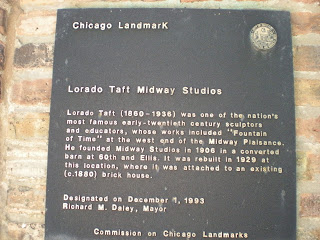 Chicago Landmark
Lorado Taft Midway Studios
Lorado Taft (1860-1936) was one of the nation's
most famous early-twentieth century sculptors
and educators, whose works included "Fountain
of Time" at the west end of the Midway Plaisance.
He founded Midway Studios in 1906 in a converted
barn at 60th and Ellis. It was rebuilt in 1929 at
this location, where it was attached to an existing
(c.1880) brick house.
Designated on December 1, 1993
Richard M. Daley, Mayor
Commission on Chicago Landmarks